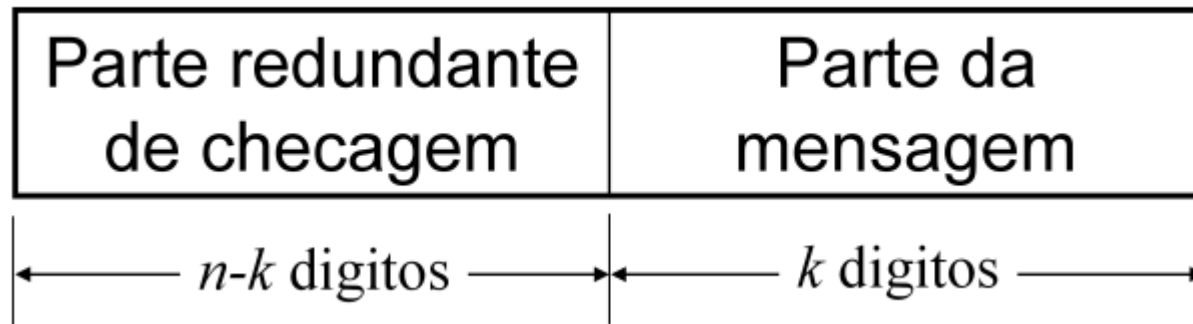 Parte redundante
de checagem
Parte da
mensagem
n-k digitos
k digitos